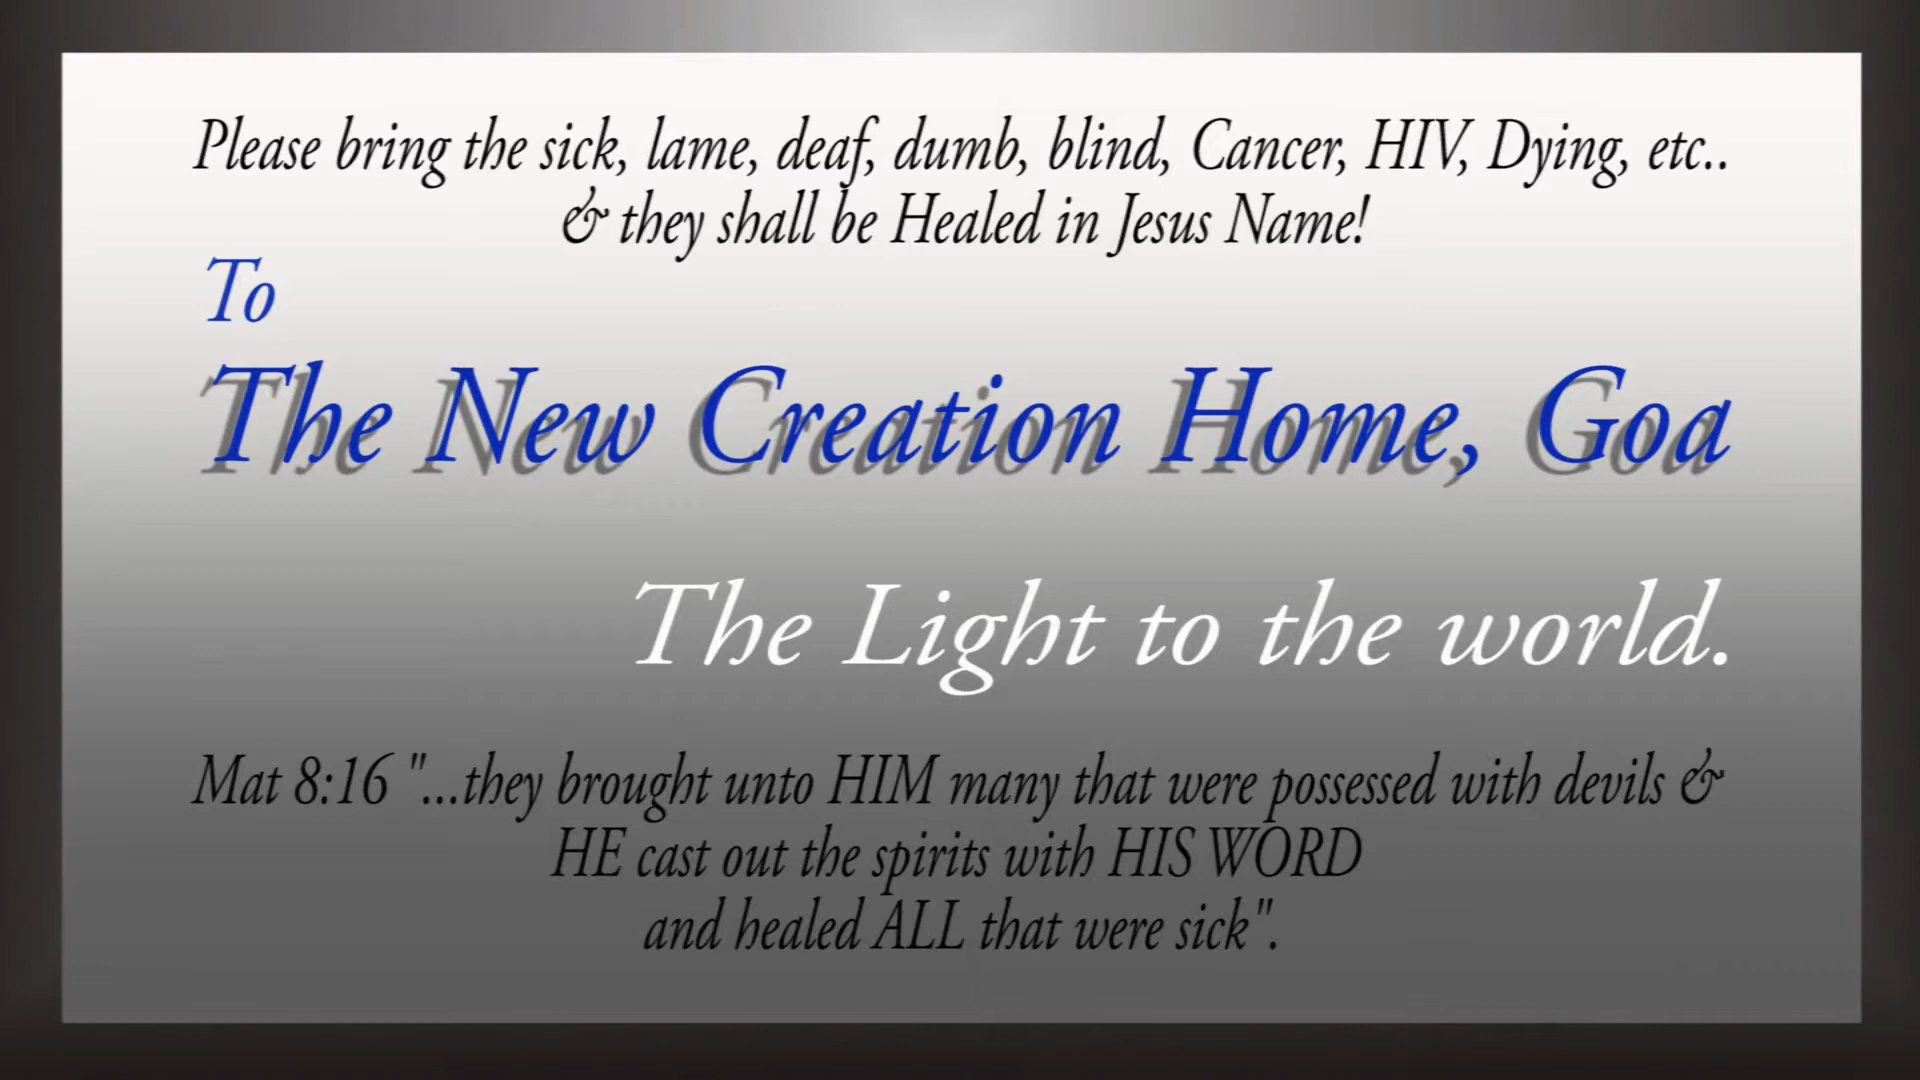 Please bring the sick, lame, deaf, dumb, blind, Cancer, HIV, Dying, etc..
& they shall be Healed in Jesus Name!
To
The New Creation Home, Goa
The Light to the world.
Mat 8:16 "...they brought unto HIM many that were possessed with devils &
HE cast out the spirits with HIS WORD
and healed ALL that were sick".